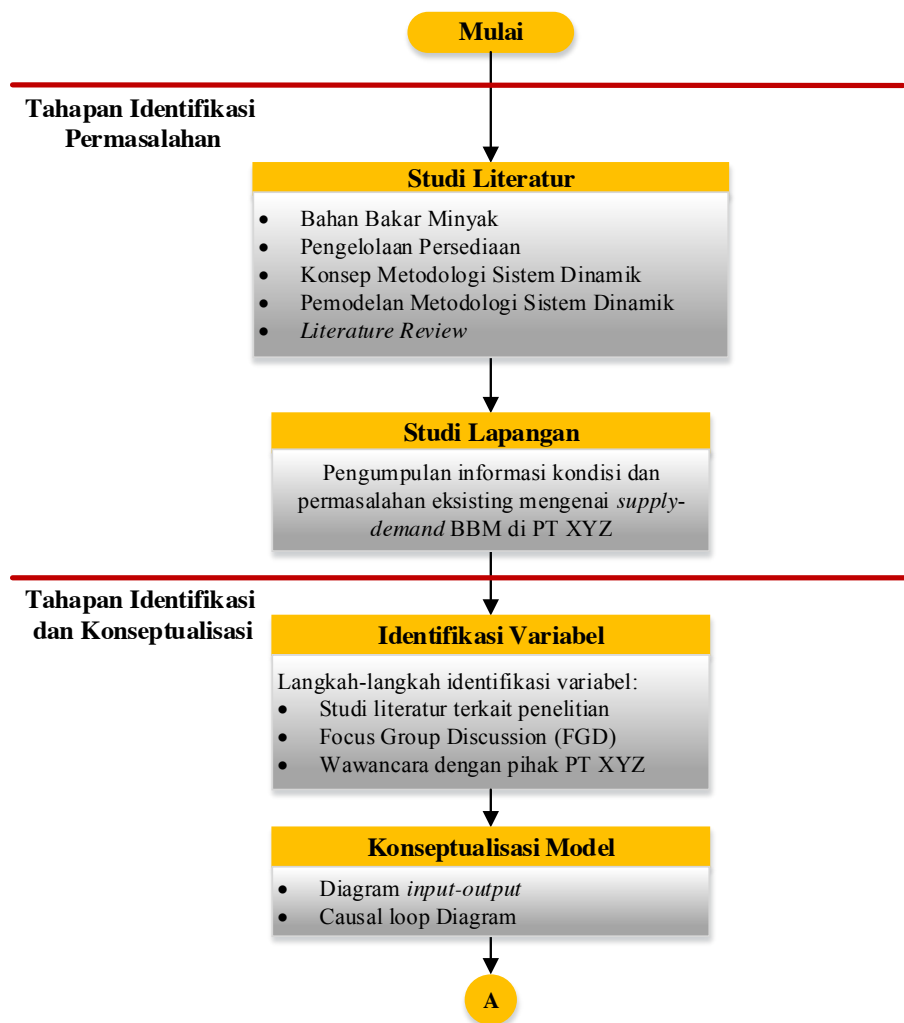 Mulai
Tahapan Identifikasi
Permasalahan
Studi Literatur
• Bahan Bakar Minyak
• Pengelolaan Persediaan
• Konsep Metodologi Sistem Dinamik
• Pemodelan Metodologi Sistem Dinamik
• Literature Review
Studi Lapangan
Pengumpulan informasi kondisi dan
permasalahan eksisting mengenai supply-
demand BBM di PT XYZ
Tahapan Identifikasi
dan Konseptualisasi
Identifikasi Variabel
Langkah-langkah identifikasi variabel:
• Studi literatur terkait penelitian
• Focus Group Discussion (FGD)
• Wawancara dengan pihak PT XYZ
Konseptualisasi Model
• Diagram input-output
• Causal loop Diagram
A